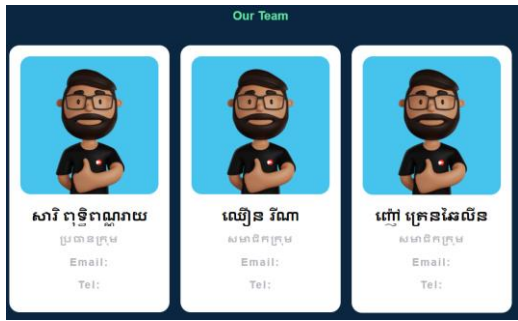 Our Team
សារិ ពុទ្ធិពណ្ណរាយ
ប្រធានក្រុម
Email:
Tel:
ឈឿន រីណា
សមាជិកក្រុម
Email:
Tel:
ញ៉ៅ គ្រេនឆៃលីន
សមាជិកក្រុម
Email:
Tel: